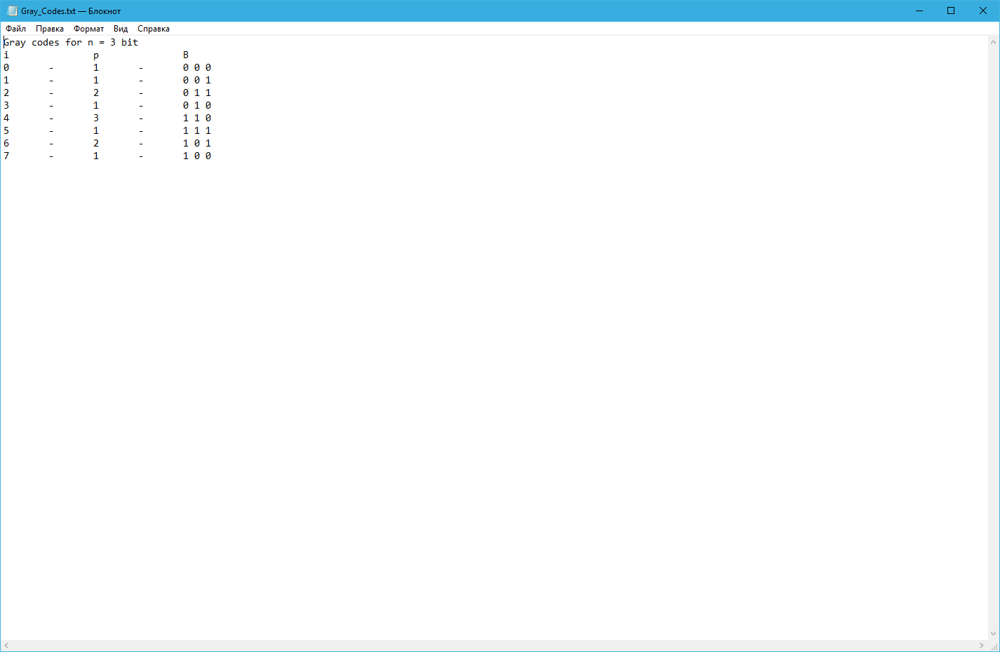 Gray_Codes.txt — Блокнот
Файл Правка Формат Вид Справка
Gray codes for n = 3 bit
i p B
0 - 1 - 0 0 0
1 - 1 - 0 0 1
2 - 2 - 0 1 1
3 - 1 - 0 1 0
4 - 3 - 1 1 0
5 - 1 - 1 1 1
6 - 2 - 1 0 1
7 - 1 - 1 0 0